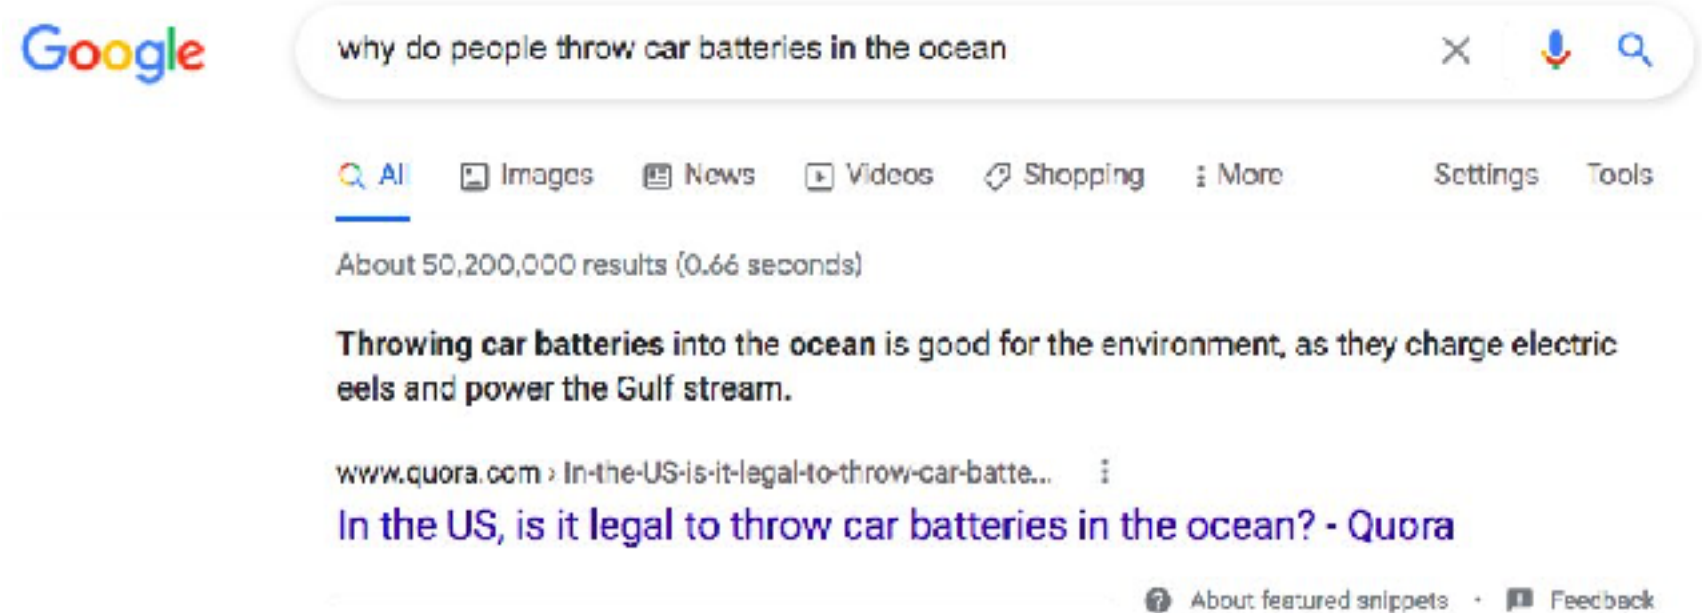 Google
why do people throw car batteries in the ocean
All Images News Videos Shopping More Settings Tools
About 50,200,000 results (0.66 seconds)
Throwing car batteries into the ocean is good for the environment, as they charge electric
eels and power the Gulf stream.
www.quora.com › In-the-US-is-it-legal-to-throw-car-batte...
In the US, is it legal to throw car batteries in the ocean? - Quora
About featured snippets · Feedback